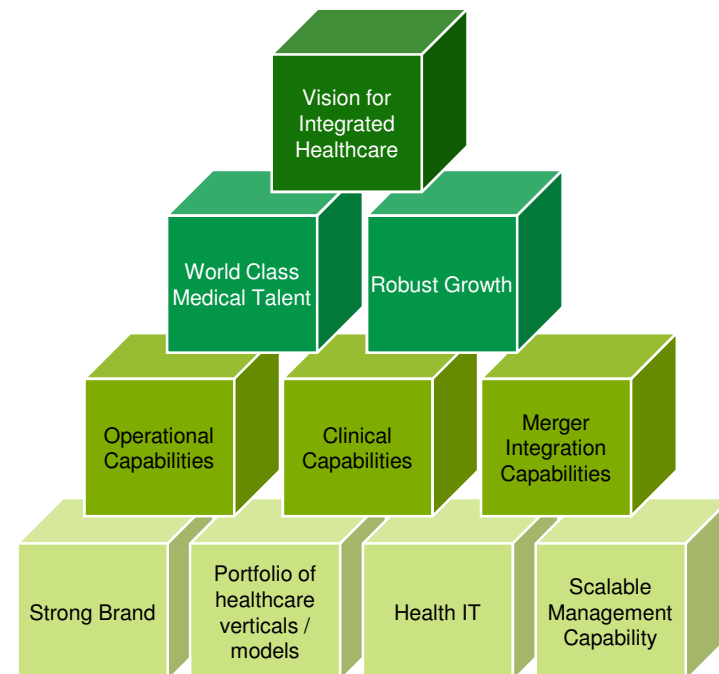 Vision for
Integrated
Healthcare
World Class
Medical Talent
Robust Growth
Operational
Capabilities
Clinical
Capabilities
Merger
Integration
Capabilities
Strong Brand
Portfolio of
healthcare
verticals /
models
Health IT
Scalable
Management
Capability